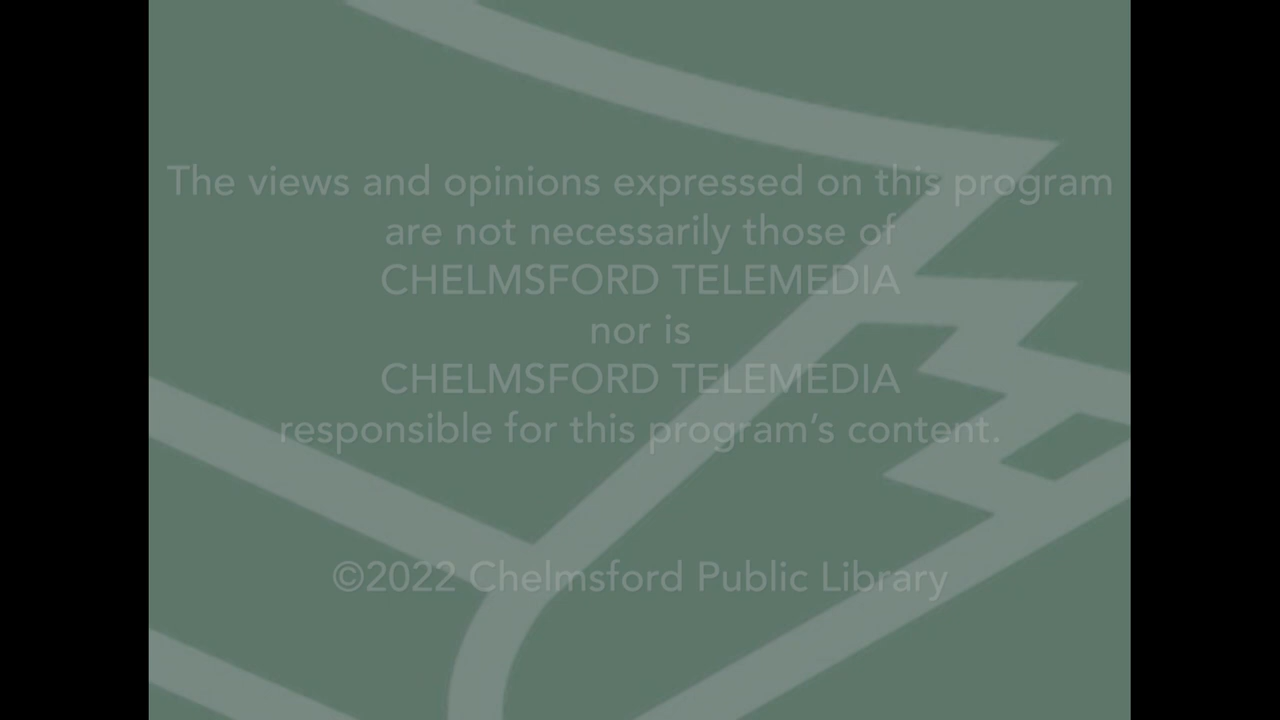 The views and opinions expressed on this program
are not necessarily those of
CHELMSFORD TELEMEDIA
nor is
CHELMSFORD TELEMEDIA
responsible for this program’s content.
©2022 Chelmsford Public Library